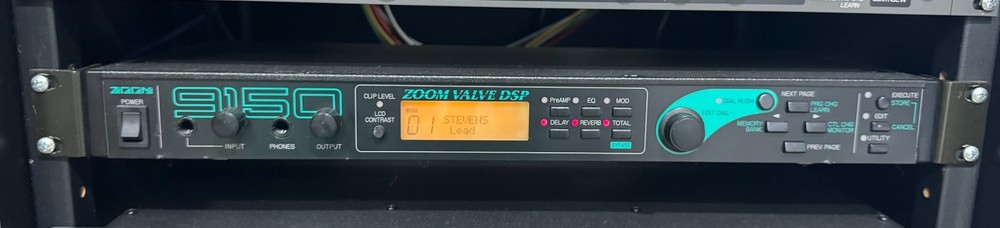 LEARN
ZOOM
POWER
9150
INPUT
PHONES
OUTPUT
CLIP LEVEL
LCD
CONTRAST
ZOOM VALVE DSP
01 STEVENS
Lead
PreAMP
EQ
MOD
DELAY
REVERB
TOTAL
DIAL PUSH
EDIT DIAL
NEXT PAGE
PRG CHG
LEARN
MEMORY
BANK
CTL CHG
MONITOR
PREV PAGE
EXECUTE
STORE
EDIT
CANCEL
UTILITY